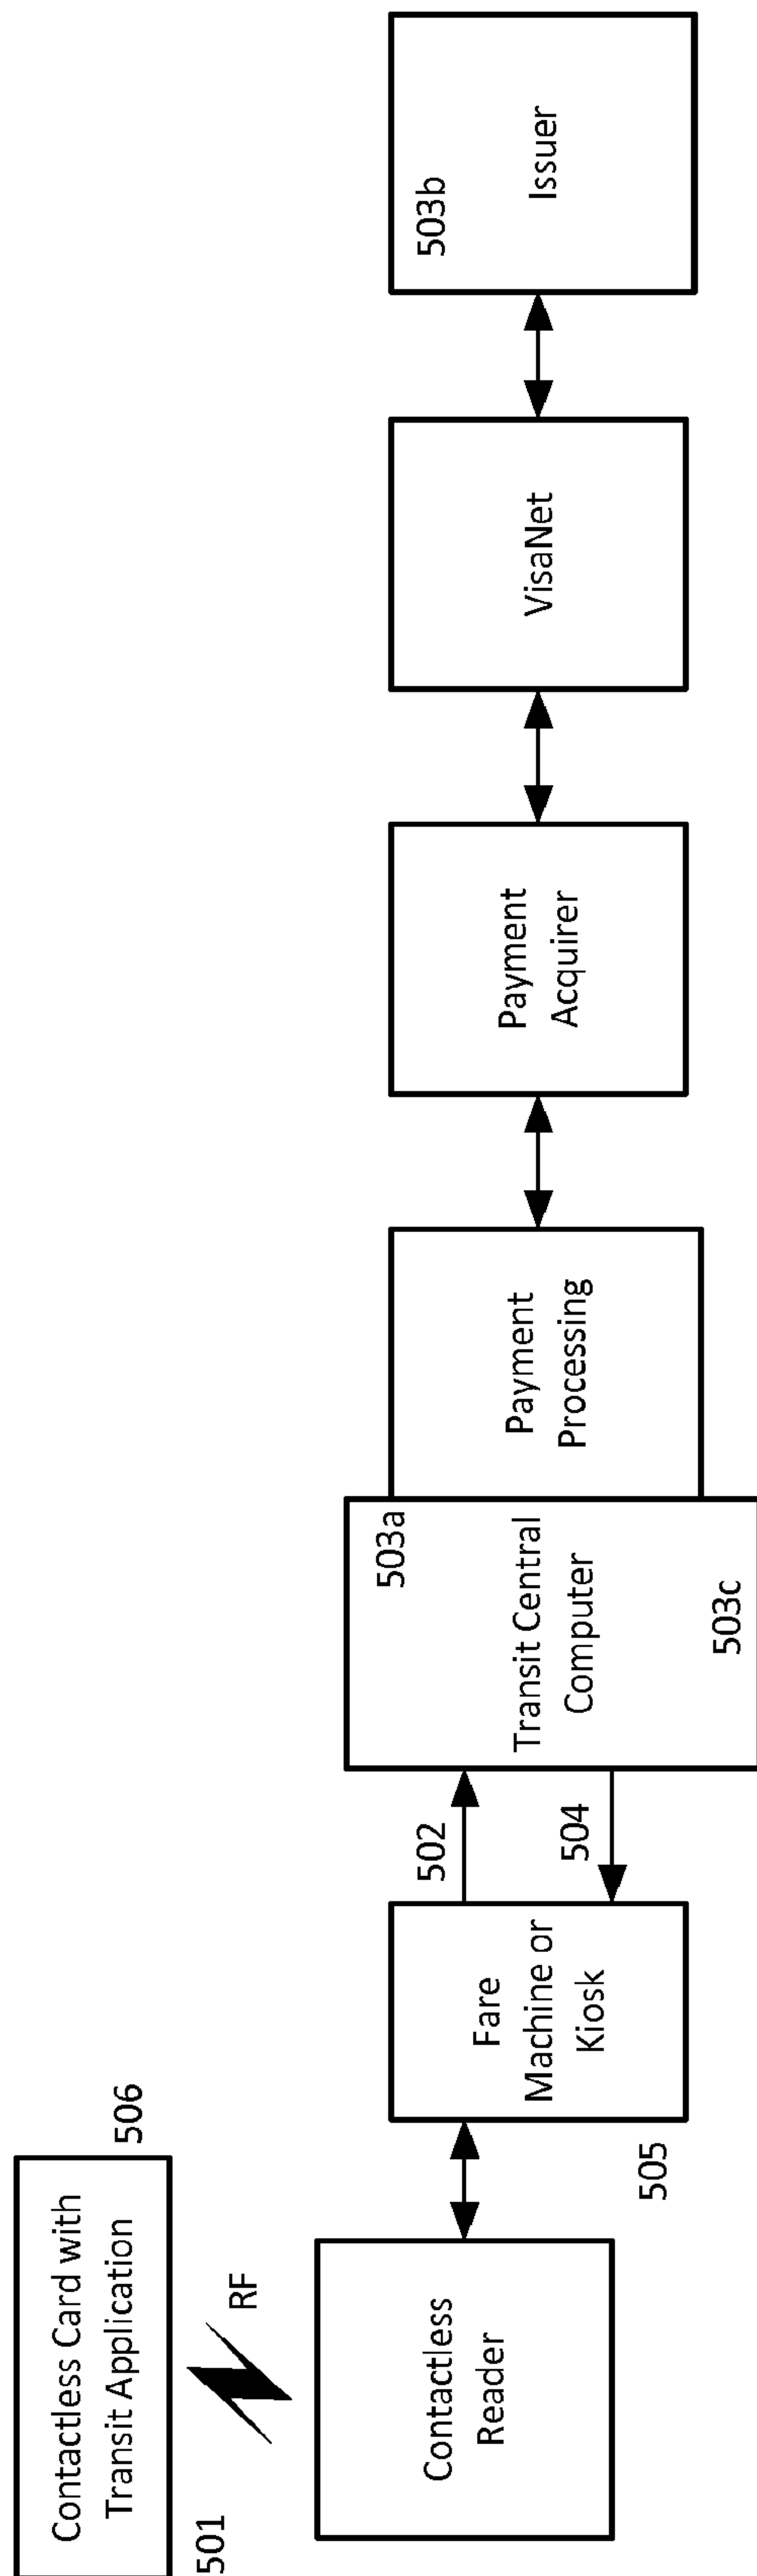 Contactless Card with
Transit Application
506
501
RF
Contactless
Reader
505
Fare
Machine or
Kiosk
502
504
503a
Transit Central
Computer
503c
Payment
Processing
Payment
Acquirer
VisaNet
503b
Issuer